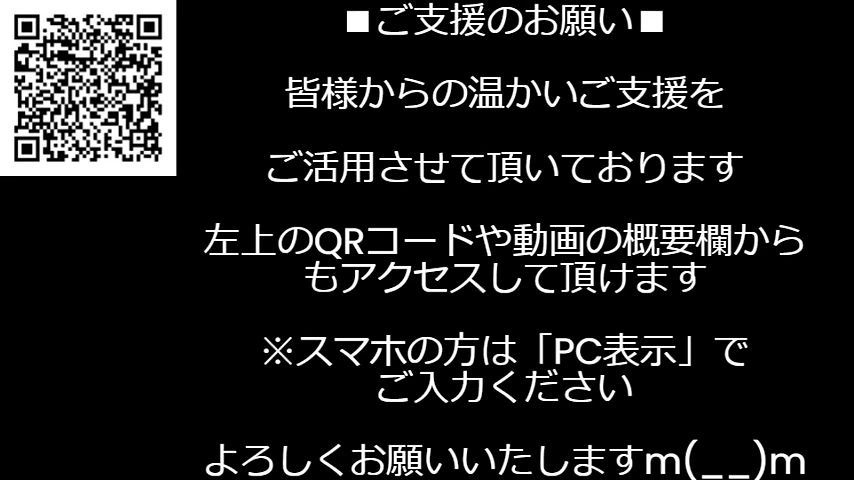 ■ご支援のお願い■
皆様からの温かいご支援を
ご活用させて頂いております
左上のQRコードや動画の概要欄から
もアクセスして頂けます
※スマホの方は「PC表示」で
ご入力ください
よろしくお願いいたしますm(__)m